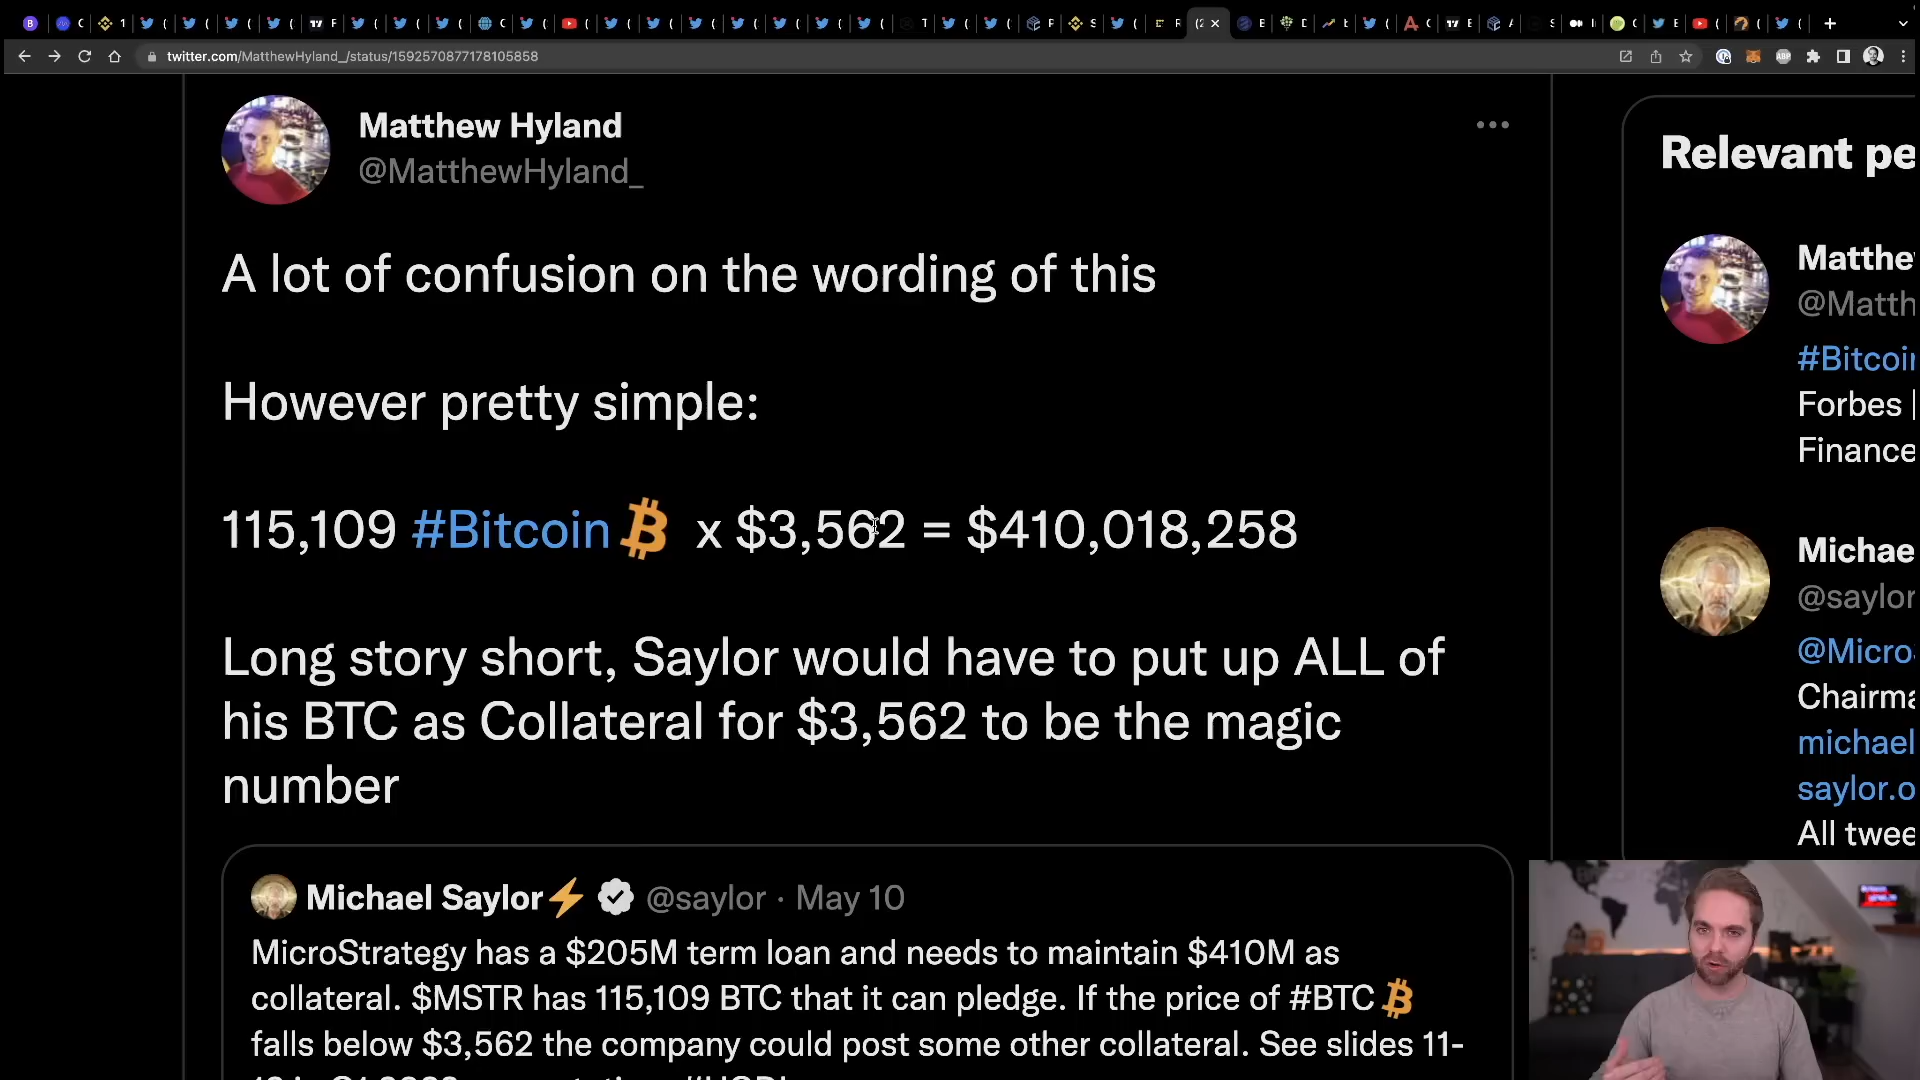 twitter.com/MatthewHyland_/status/1592570877178105858
Matthew Hyland
@MatthewHyland_
A lot of confusion on the wording of this
However pretty simple:
115,109 #Bitcoin x $3,562 = $410,018,258
Long story short, Saylor would have to put up ALL of
his BTC as Collateral for $3,562 to be the magic
number
Michael Saylor⚡ @saylor · May 10
MicroStrategy has a $205M term loan and needs to maintain $410M as
collateral. $MSTR has 115,109 BTC that it can pledge. If the price of #BTC
falls below $3,562 the company could post some other collateral. See slides 11-
Relevant pe
Matthe
@Matth
#Bitcoin
Forbes |
Finance
Michae
@saylor
@Micro
Chairma
michael
saylor.o
All twee